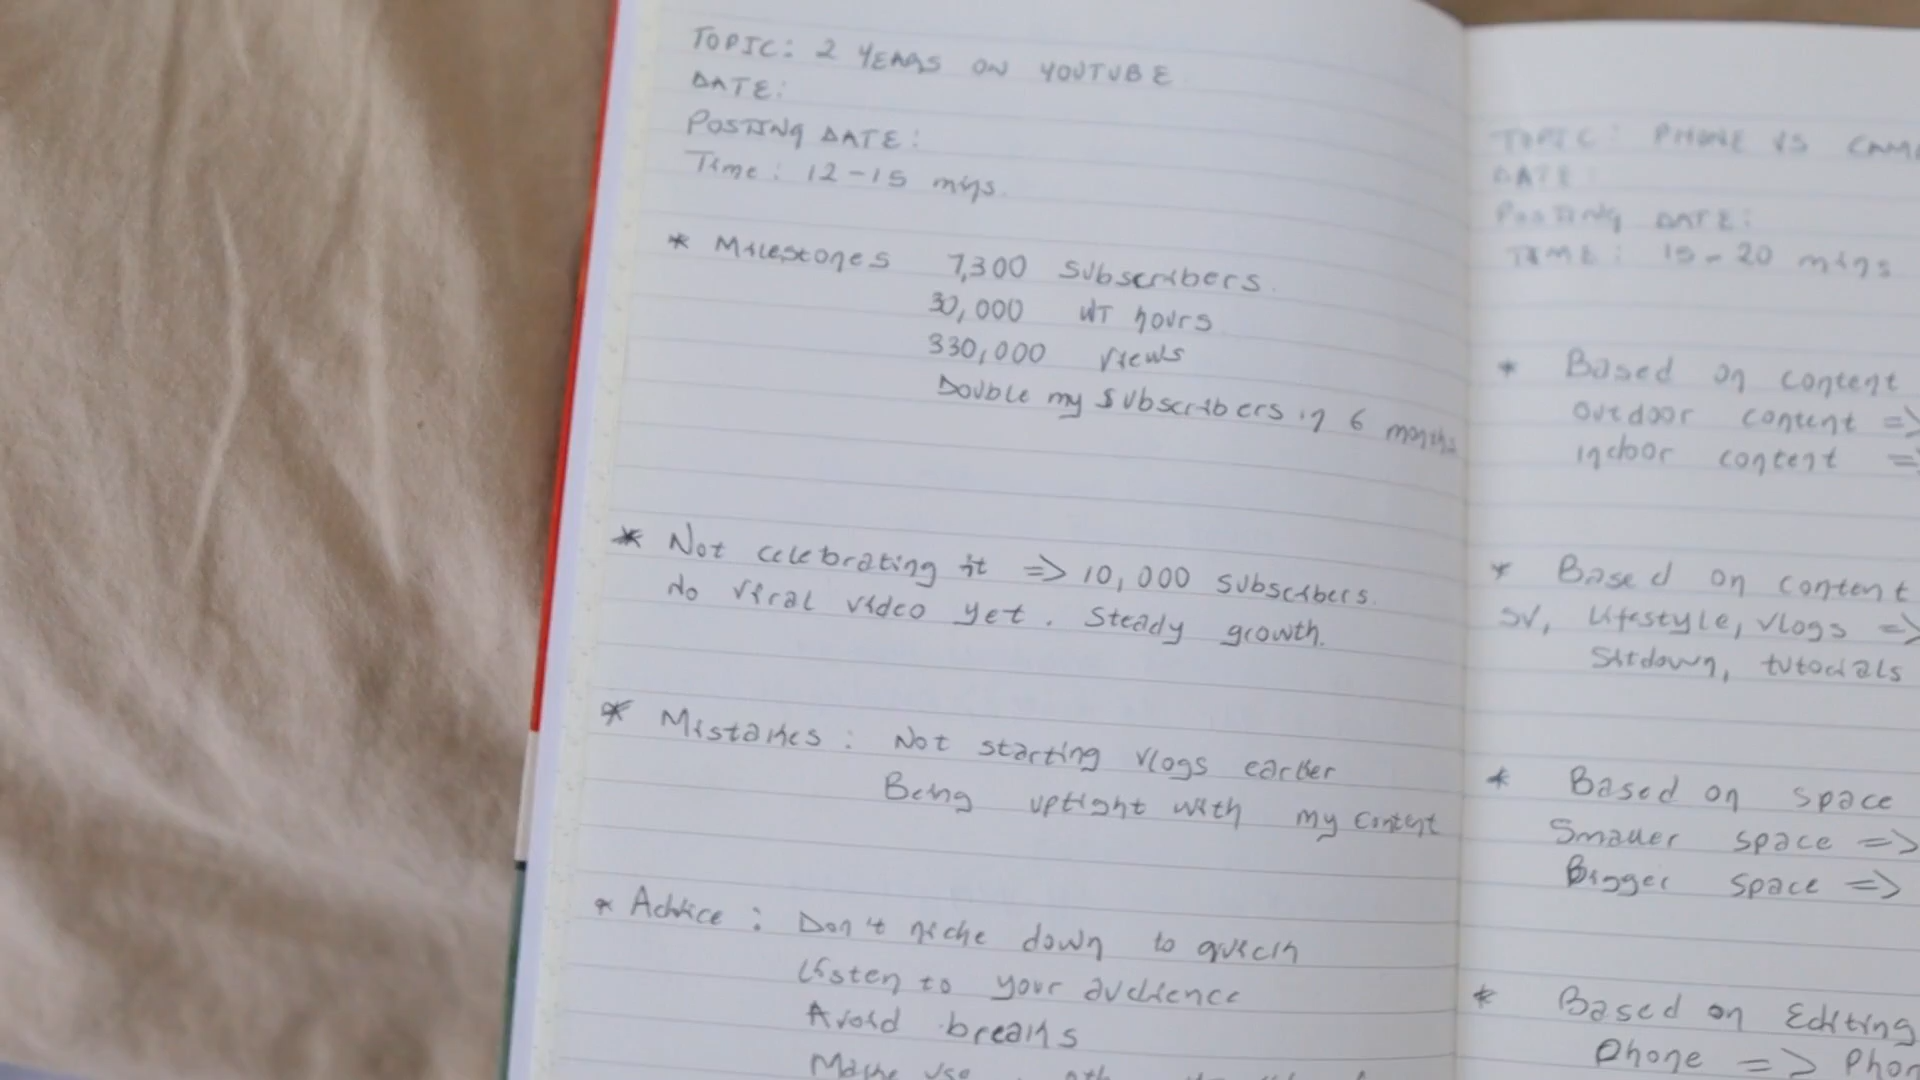 TOPIC: 2 YEARS ON YOUTUBE
DATE:
POSTING DATE:
Time: 12-15 mins.
* Milestones 7,300 subscribers.
30,000 WT hours
330,000 views
Double my subscribers in 6 months
* Not celebrating it => 10,000 subscribers.
No viral video yet. Steady growth.
* Mistakes: Not starting vlogs earlier
Being uptight with my content
* Advice: Don't niche down to quick
Listen to your audience
Avoid breaks
Make use
TOPIC: PHONE VS CAM
DATE:
Posting DATE:
TIME: 15-20 mins
* Based on content
outdoor content =>
indoor content =>
* Based on content
SV, Lifestyle, vlogs =>
Sitdown, tutorials
* Based on space
Smaller space =>
Bigger space =>
* Based on Editing
Phone => Phon